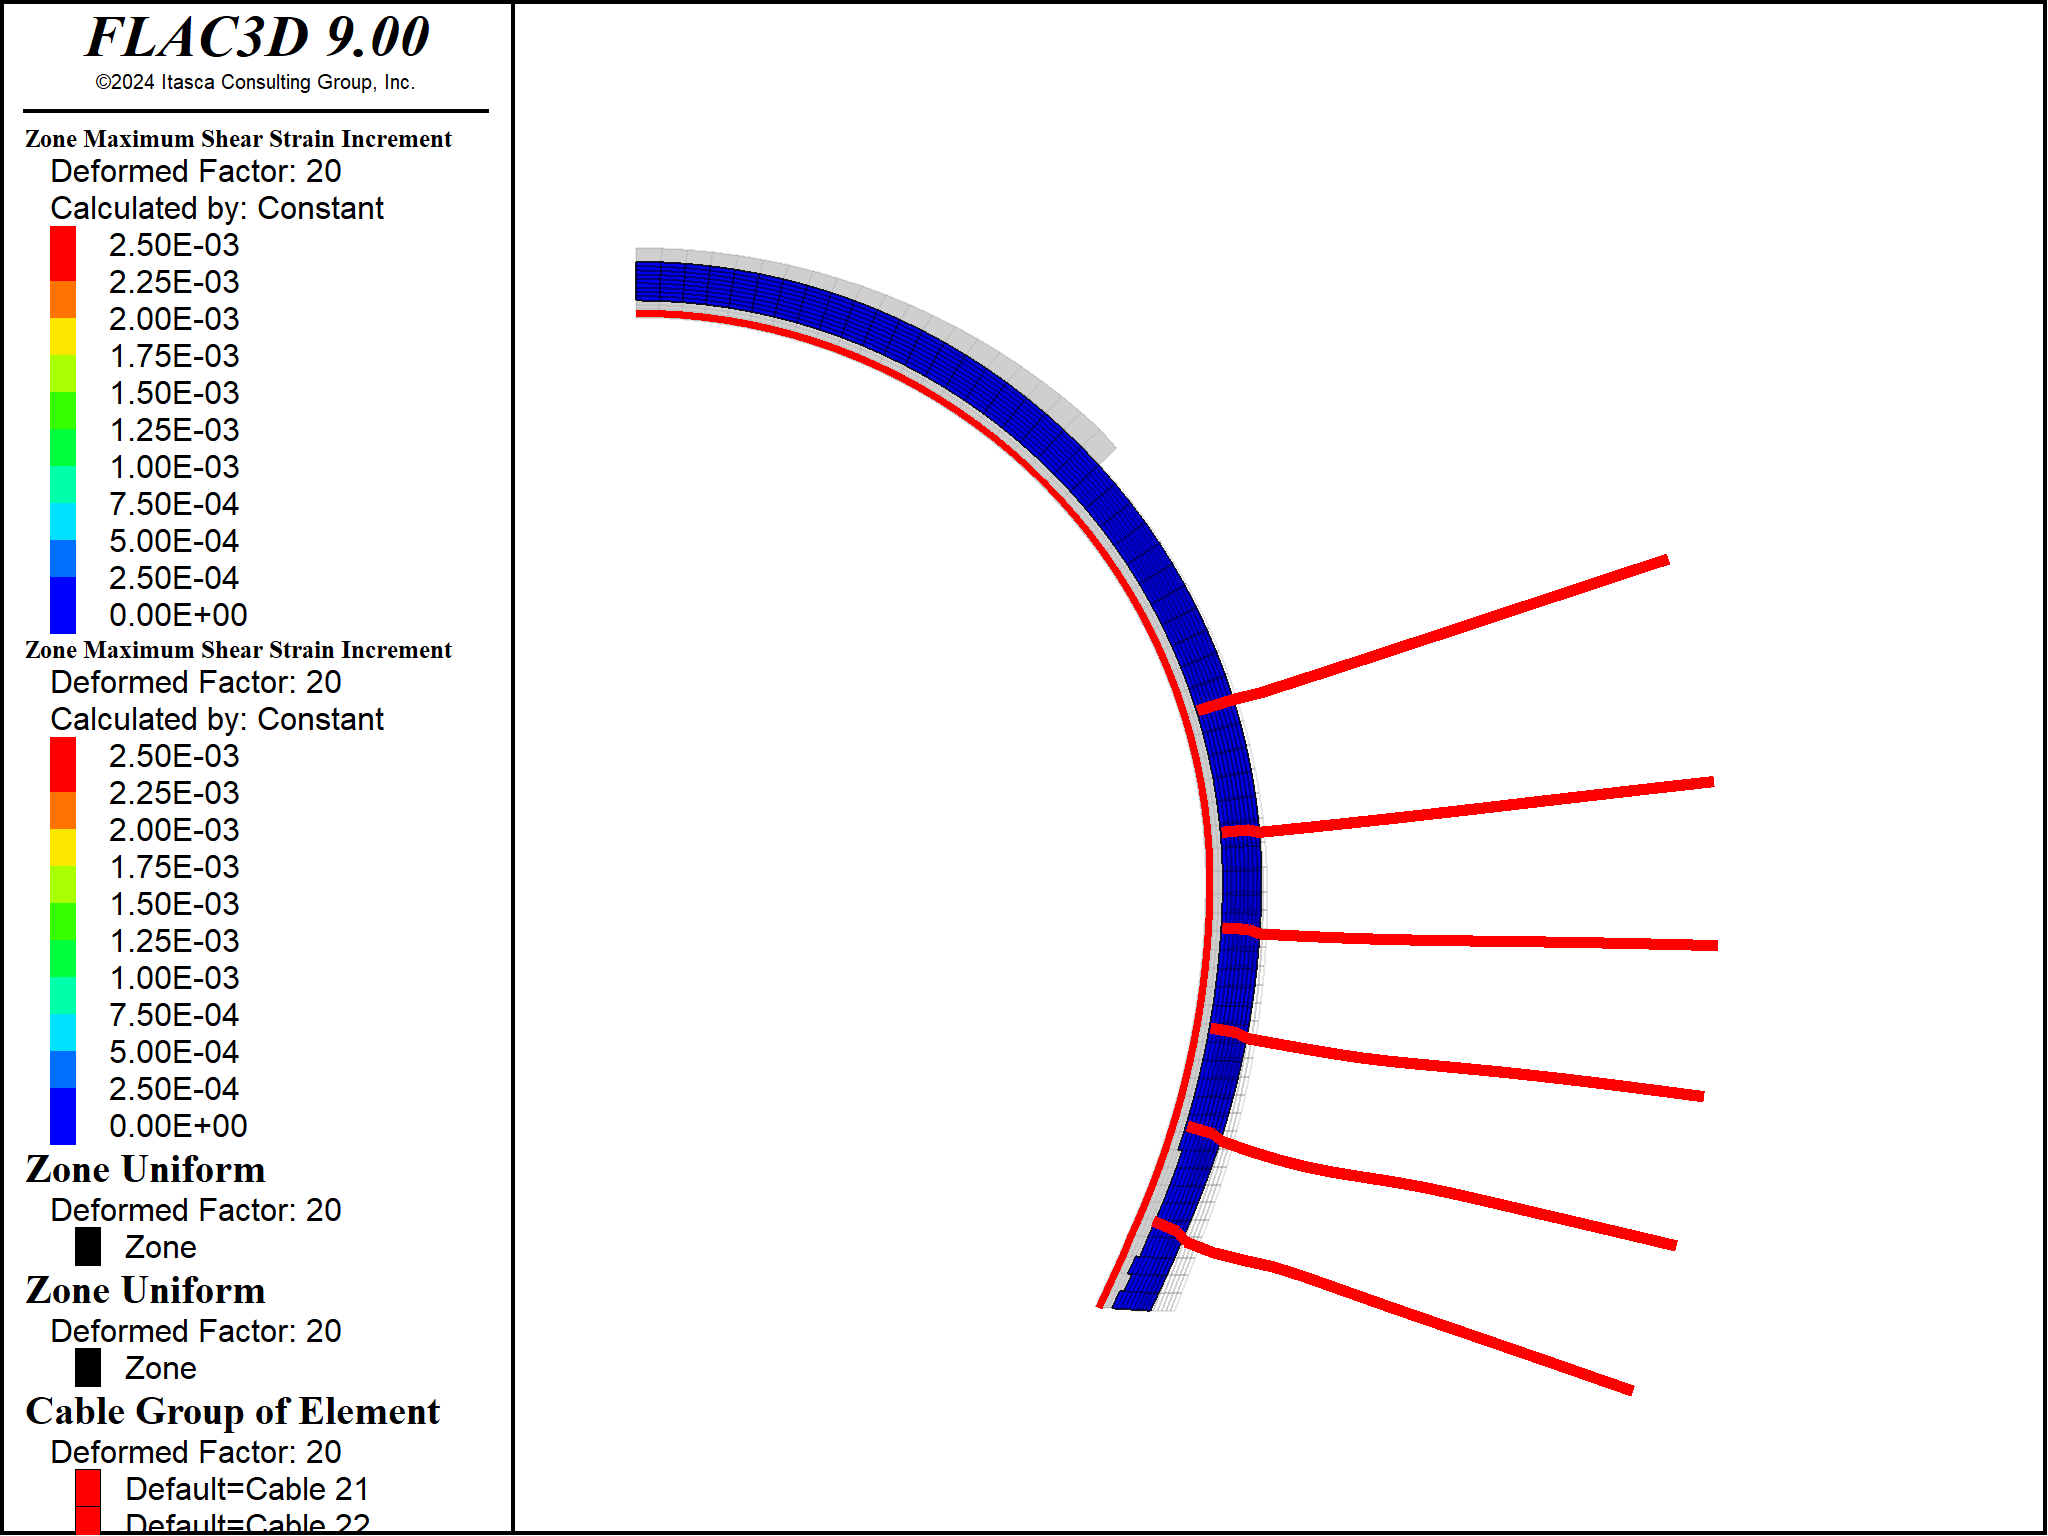 FLAC3D 9.00
©2024 Itasca Consulting Group, Inc.
Zone Maximum Shear Strain Increment
Deformed Factor: 20
Calculated by: Constant
2.50E-03
2.25E-03
2.00E-03
1.75E-03
1.50E-03
1.25E-03
1.00E-03
7.50E-04
5.00E-04
2.50E-04
0.00E+00
Zone Maximum Shear Strain Increment
Deformed Factor: 20
Calculated by: Constant
2.50E-03
2.25E-03
2.00E-03
1.75E-03
1.50E-03
1.25E-03
1.00E-03
7.50E-04
5.00E-04
2.50E-04
0.00E+00
Zone Uniform
Deformed Factor: 20
Zone
Zone Uniform
Deformed Factor: 20
Zone
Cable Group of Element
Deformed Factor: 20
Default=Cable 21
Default=Cable 22